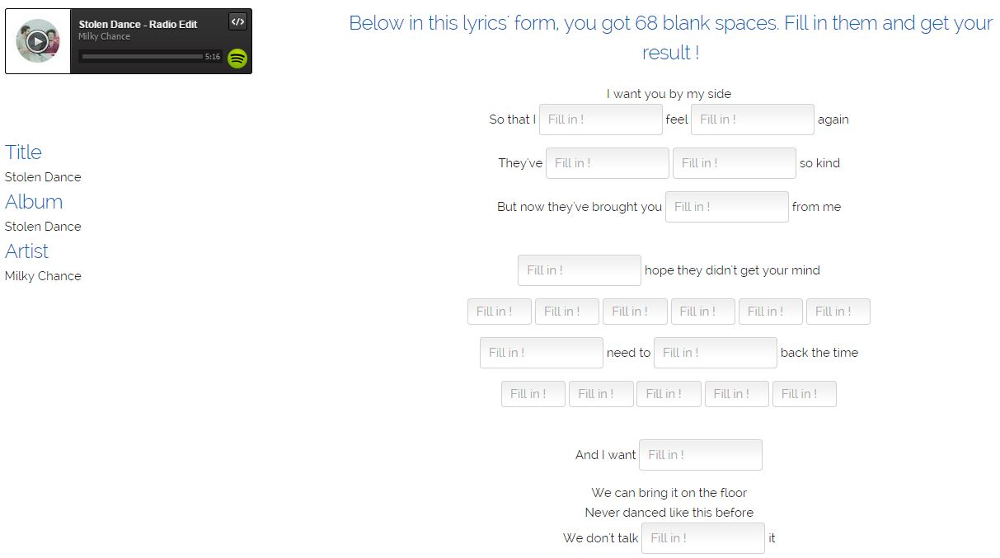 Stolen Dance - Radio Edit
</>
Milky Chance
5:16
Title
Stolen Dance
Album
Stolen Dance
Artist
Milky Chance
Below in this lyrics' form, you got 68 blank spaces. Fill in them and get your
result !
I want you by my side
So that I Fill in ! feel Fill in ! again
They've Fill in ! Fill in ! so kind
But now they've brought you Fill in ! from me
Fill in ! hope they didn't get your mind
Fill in ! Fill in ! Fill in ! Fill in ! Fill in ! Fill in !
Fill in ! need to Fill in ! back the time
Fill in ! Fill in ! Fill in ! Fill in ! Fill in !
And I want Fill in !
We can bring it on the floor
Never danced like this before
We don't talk Fill in ! it